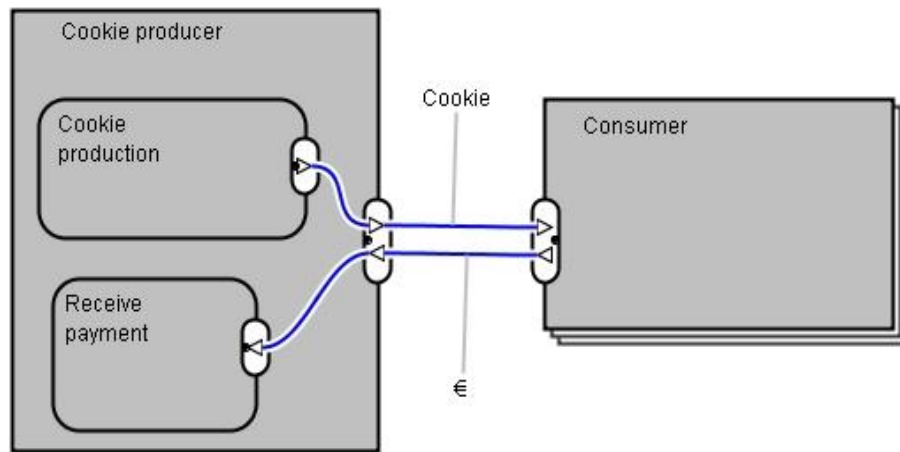 Cookie producer
Cookie
production
Cookie
Consumer
Receive
payment
€